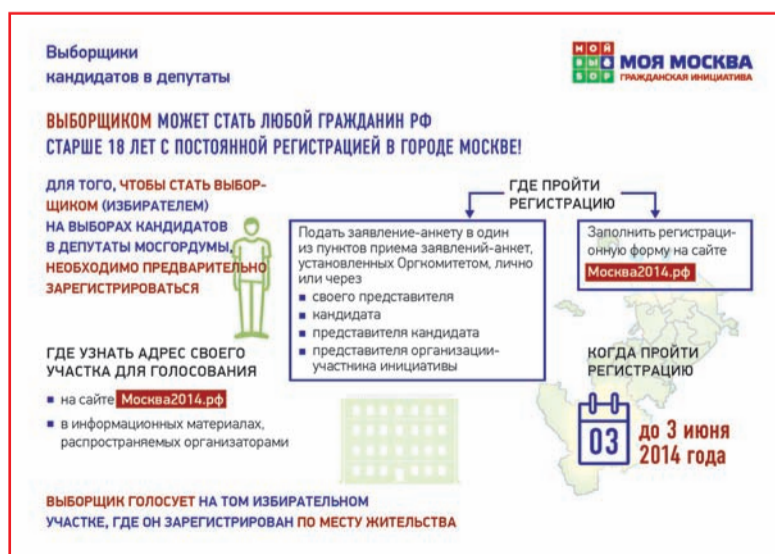 Выборщики
кандидатов в депутаты
МОЙ
ВЫ
БОР
МОЯ МОСКВА
ГРАЖДАНСКАЯ ИНИЦИАТИВА
ВЫБОРЩИКОМ МОЖЕТ СТАТЬ ЛЮБОЙ ГРАЖДАНИН РФ
СТАРШЕ 18 ЛЕТ С ПОСТОЯННОЙ РЕГИСТРАЦИЕЙ В ГОРОДЕ МОСКВЕ!
ДЛЯ ТОГО, ЧТОБЫ СТАТЬ ВЫБОР-
ЩИКОМ (ИЗБИРАТЕЛЕМ)
НА ВЫБОРАХ КАНДИДАТОВ
В ДЕПУТАТЫ МОСГОРДУМЫ,
НЕОБХОДИМО ПРЕДВАРИТЕЛЬНО
ЗАРЕГИСТРИРОВАТЬСЯ
ГДЕ ПРОЙТИ
РЕГИСТРАЦИЮ
Подать заявление-анкету в один
из пунктов приема заявлений-анкет,
установленных Оргкомитетом, лично
или через
▪ своего представителя
▪ кандидата
▪ представителя кандидата
▪ представителя организации-
участника инициативы
Заполнить регистраци-
онную форму на сайте
Москва2014.рф
ГДЕ УЗНАТЬ АДРЕС СВОЕГО
УЧАСТКА ДЛЯ ГОЛОСОВАНИЯ
▪ на сайте Москва2014.рф
▪ в информационных материалах,
распространяемых организаторами
КОГДА ПРОЙТИ
РЕГИСТРАЦИЮ
03
до 3 июня
2014 года
ВЫБОРЩИК ГОЛОСУЕТ НА ТОМ ИЗБИРАТЕЛЬНОМ
УЧАСТКЕ, ГДЕ ОН ЗАРЕГИСТРИРОВАН ПО МЕСТУ ЖИТЕЛЬСТВА